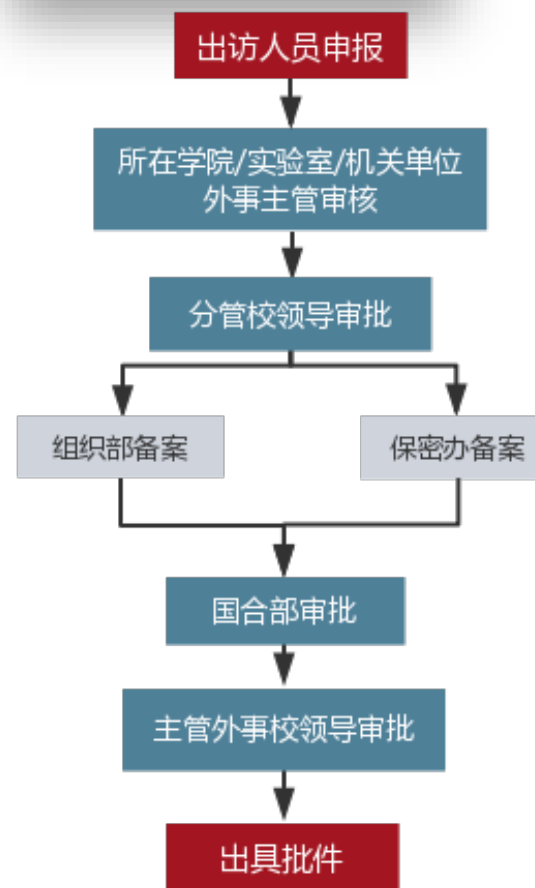 出访人员申报
所在学院/实验室/机关单位
外事主管审核
分管校领导审批
组织部备案
保密办备案
国合部审批
主管外事校领导审批
出具批件